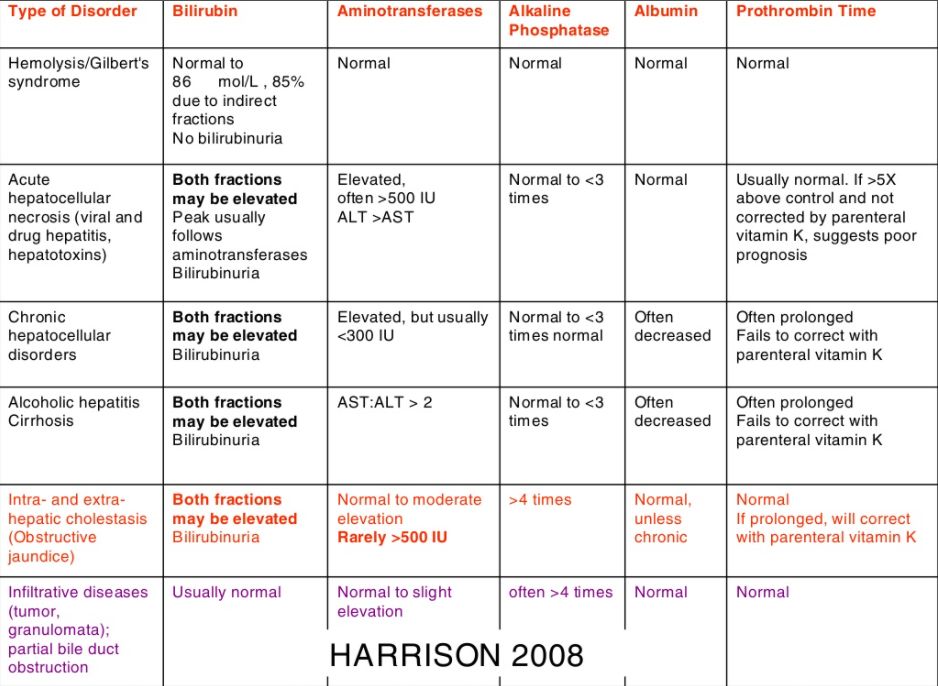 Type of Disorder
Bilirubin
Aminotransferases
Alkaline
Phosphatase
Albumin
Prothrombin Time
Hemolysis/Gilbert's
syndrome
Normal to
86 mol/L , 85%
due to indirect
fractions
No bilirubinuria
Normal
Normal
Normal
Normal
Acute
hepatocellular
necrosis (viral and
drug hepatitis,
hepatotoxins)
Both fractions
may be elevated
Peak usually
follows
aminotransferases
Bilirubinuria
Elevated,
often >500 IU
ALT >AST
Normal to <3
times
Normal
Usually normal. If >5X
above control and not
corrected by parenteral
vitamin K, suggests poor
prognosis
Chronic
hepatocellular
disorders
Both fractions
may be elevated
Bilirubinuria
Elevated, but usually
<300 IU
Normal to <3
times normal
Often
decreased
Often prolonged
Fails to correct with
parenteral vitamin K
Alcoholic hepatitis
Cirrhosis
Both fractions
may be elevated
Bilirubinuria
AST:ALT > 2
Normal to <3
times
Often
decreased
Often prolonged
Fails to correct with
parenteral vitamin K
Intra- and extra-
hepatic cholestasis
(Obstructive
jaundice)
Both fractions
may be elevated
Bilirubinuria
Normal to moderate
elevation
Rarely >500 IU
>4 times
Normal,
unless
chronic
Normal
If prolonged, will correct
with parenteral vitamin K
Infiltrative diseases
(tumor,
granulomata);
partial bile duct
obstruction
Usually normal
Normal to slight
elevation
often >4 times
Normal
Normal
HARRISON 2008